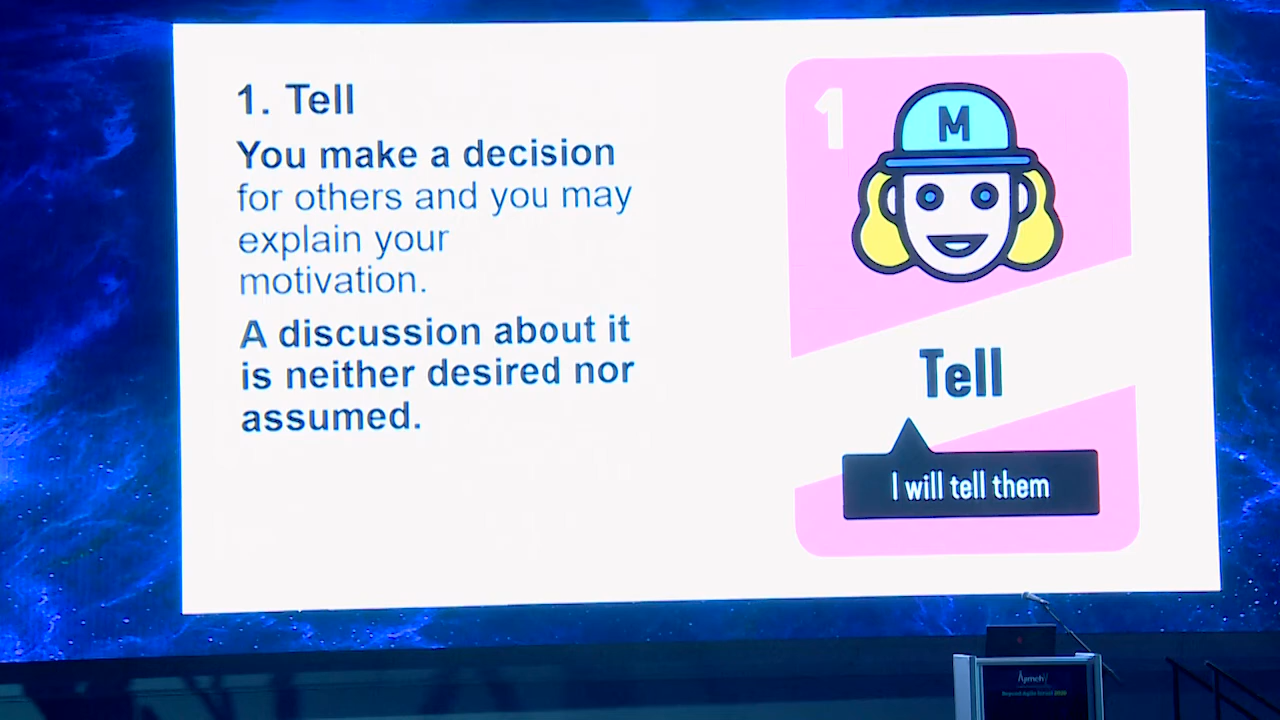 1. Tell
You make a decision
for others and you may
explain your
motivation.
A discussion about it
is neither desired nor
assumed.
1
M
Tell
I will tell them